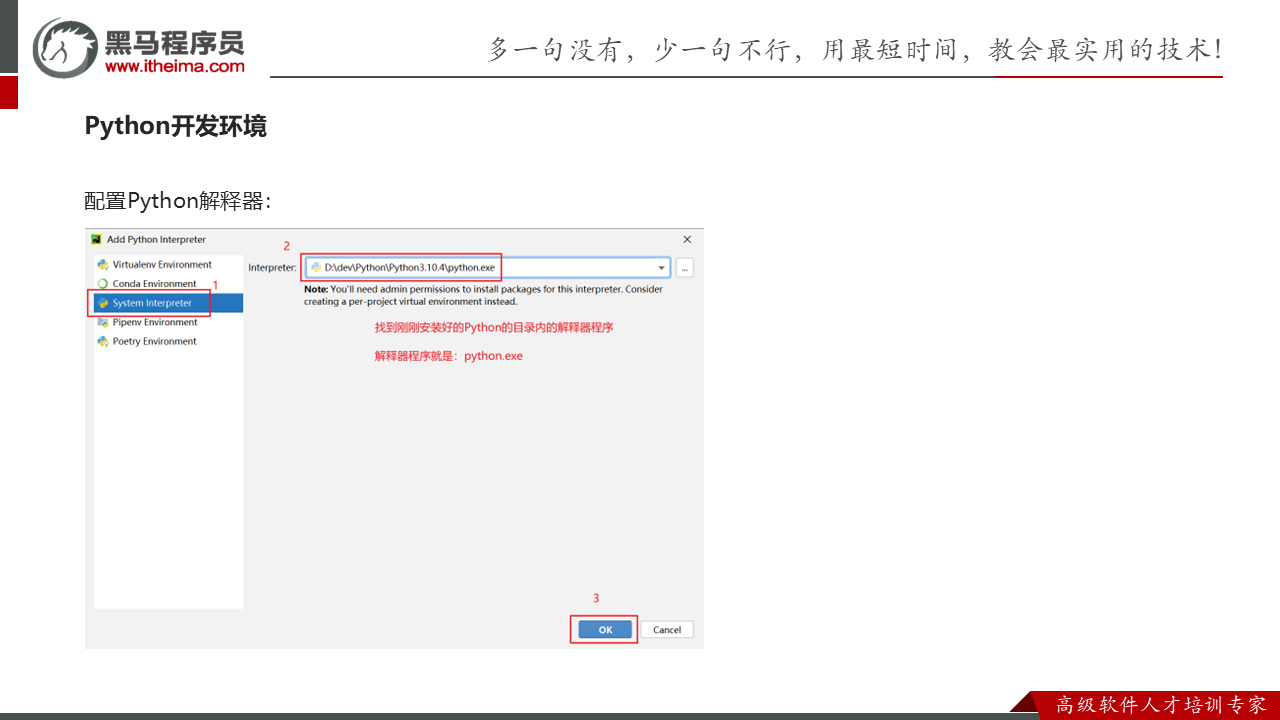 黑马程序员
www.itheima.com
多一句没有，少一句不行，用最短时间，教会最实用的技术！
Python开发环境
配置Python解释器：
Add Python Interpreter
2
Virtualenv Environment
Interpreter: D:\dev\Python\Python3.10.4\python.exe ...
Conda Environment 1
Note: You'll need admin permissions to install packages for this interpreter. Consider
creating a per-project virtual environment instead.
System Interpreter
Pipenv Environment
找到刚刚安装好的Python的目录内的解释器程序
Poetry Environment
解释器程序就是：python.exe
3
OK Cancel
高级软件人才培训专家